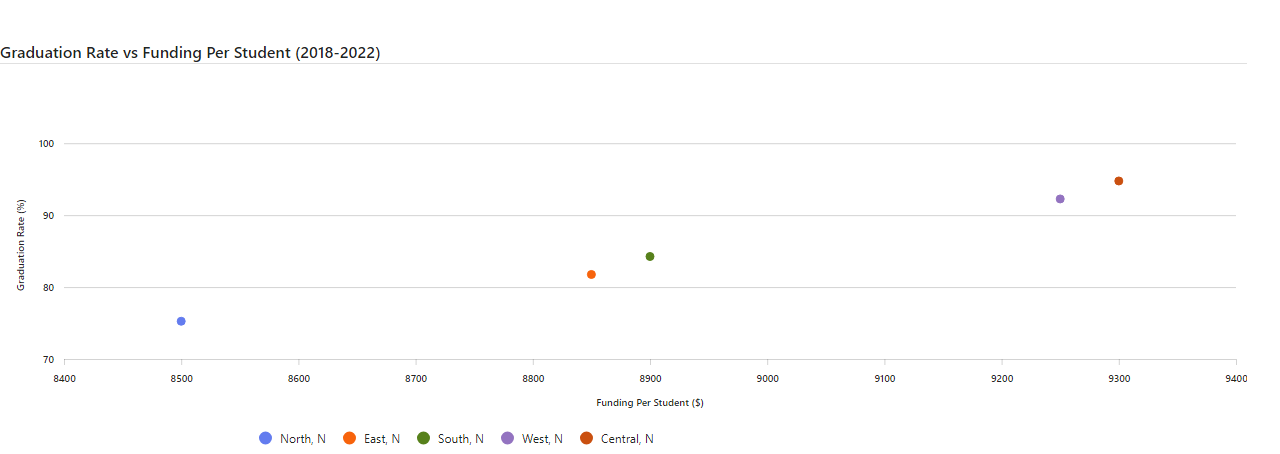 Graduation Rate vs Funding Per Student (2018-2022)
100
90
80
70
Graduation Rate (%)
8400 8500 8600 8700 8800 8900 9000 9100 9200 9300 9400
Funding Per Student ($)
North, N East, N South, N West, N Central, N